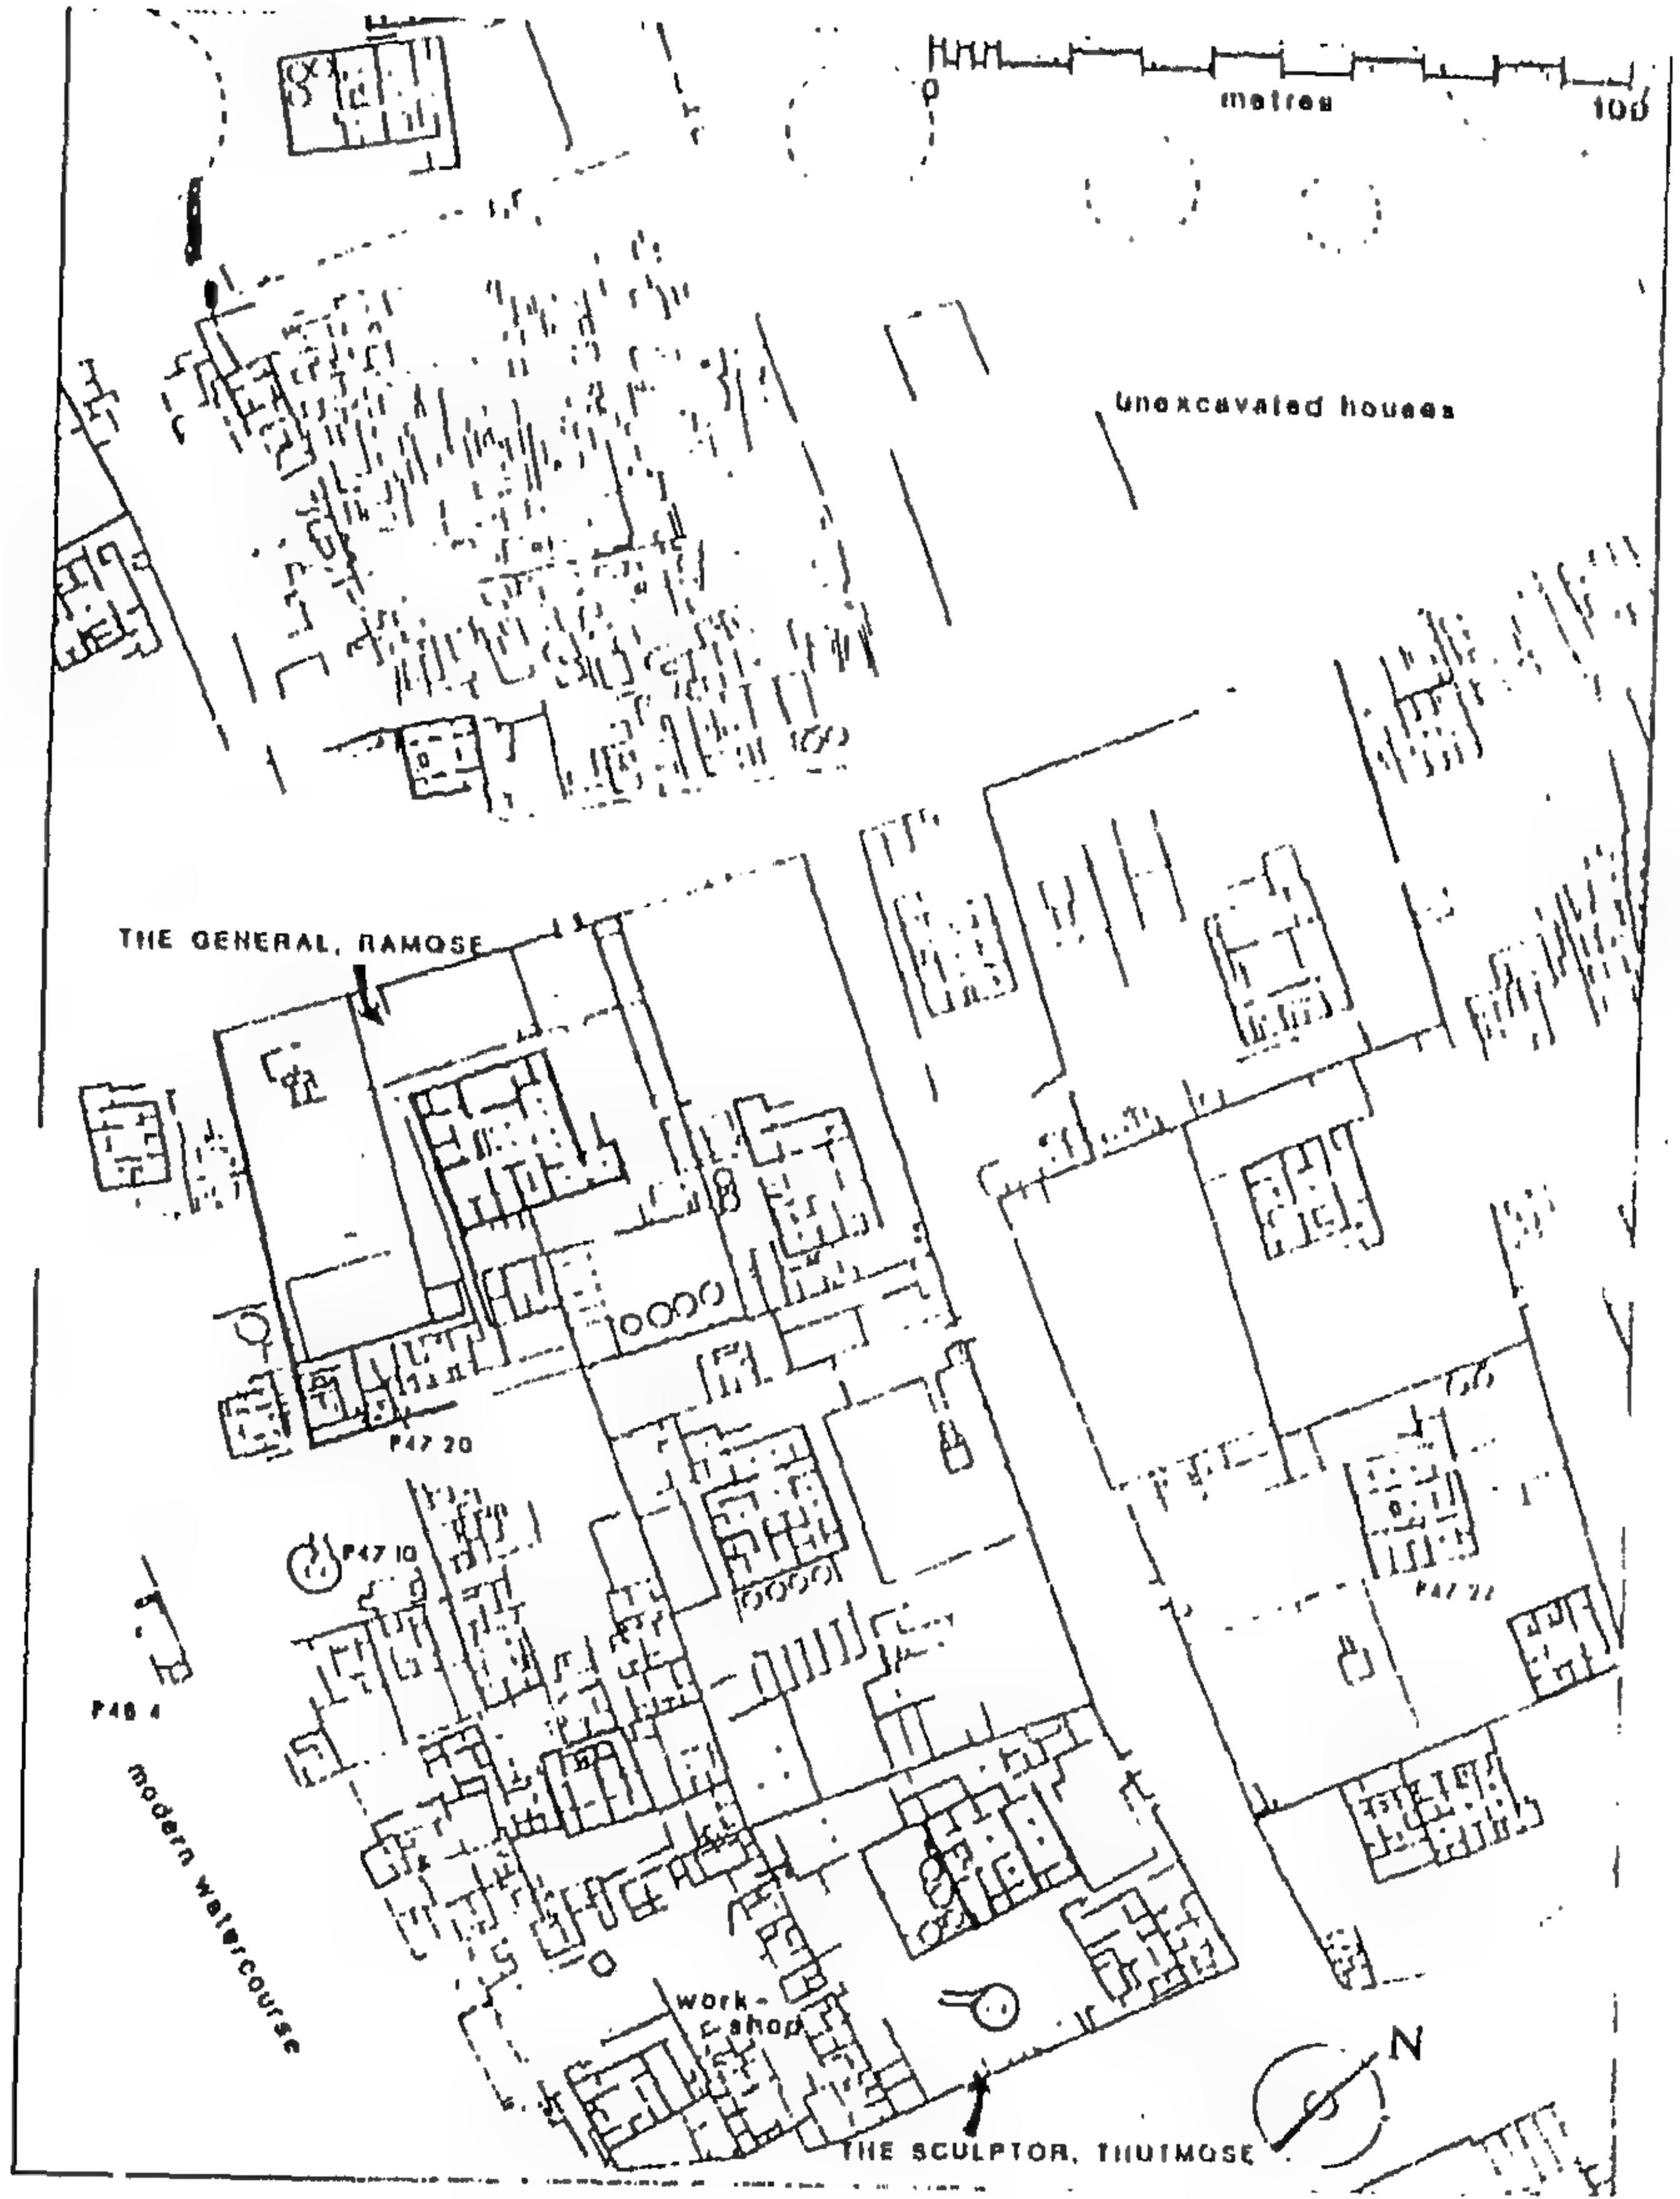 0
metres
100
unexcavated houses
THE GENERAL, RAMOSE
P47 20
P47 10
P47 22
P48 4
modern watercourse
work-
shop
N
THE SCULPTOR, THUTMOSE